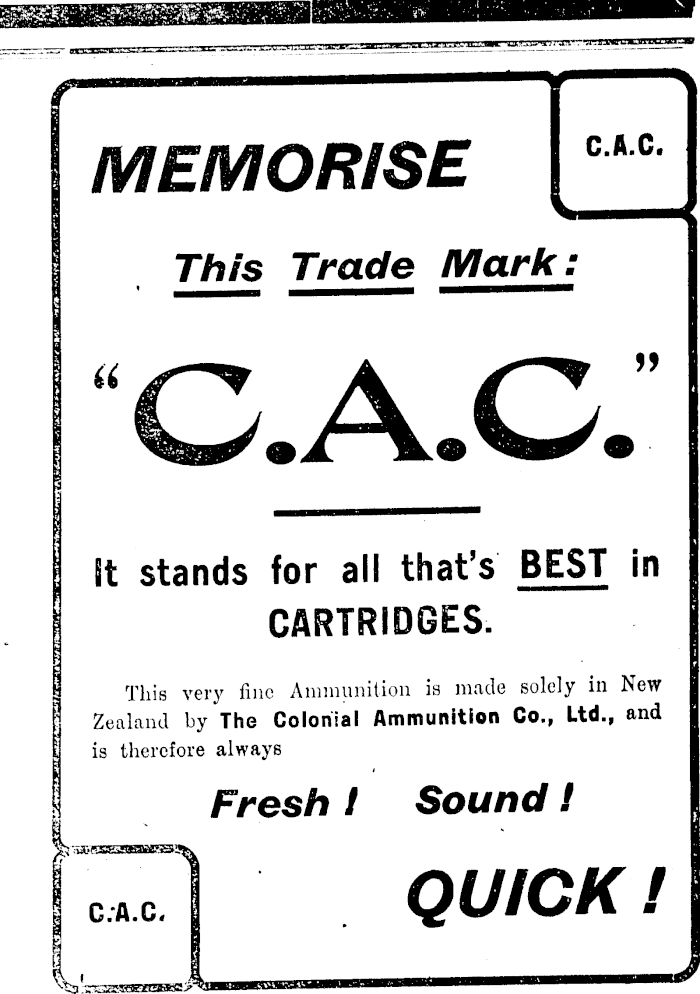 C.A.C.
MEMORISE
This Trade Mark:
“C.A.C.”
It stands for all that's BEST in
CARTRIDGES.
This very fine Ammunition is made solely in New
Zealand by The Colonial Ammunition Co., Ltd., and
is therefore always
Fresh! Sound!
QUICK!
C.A.C.